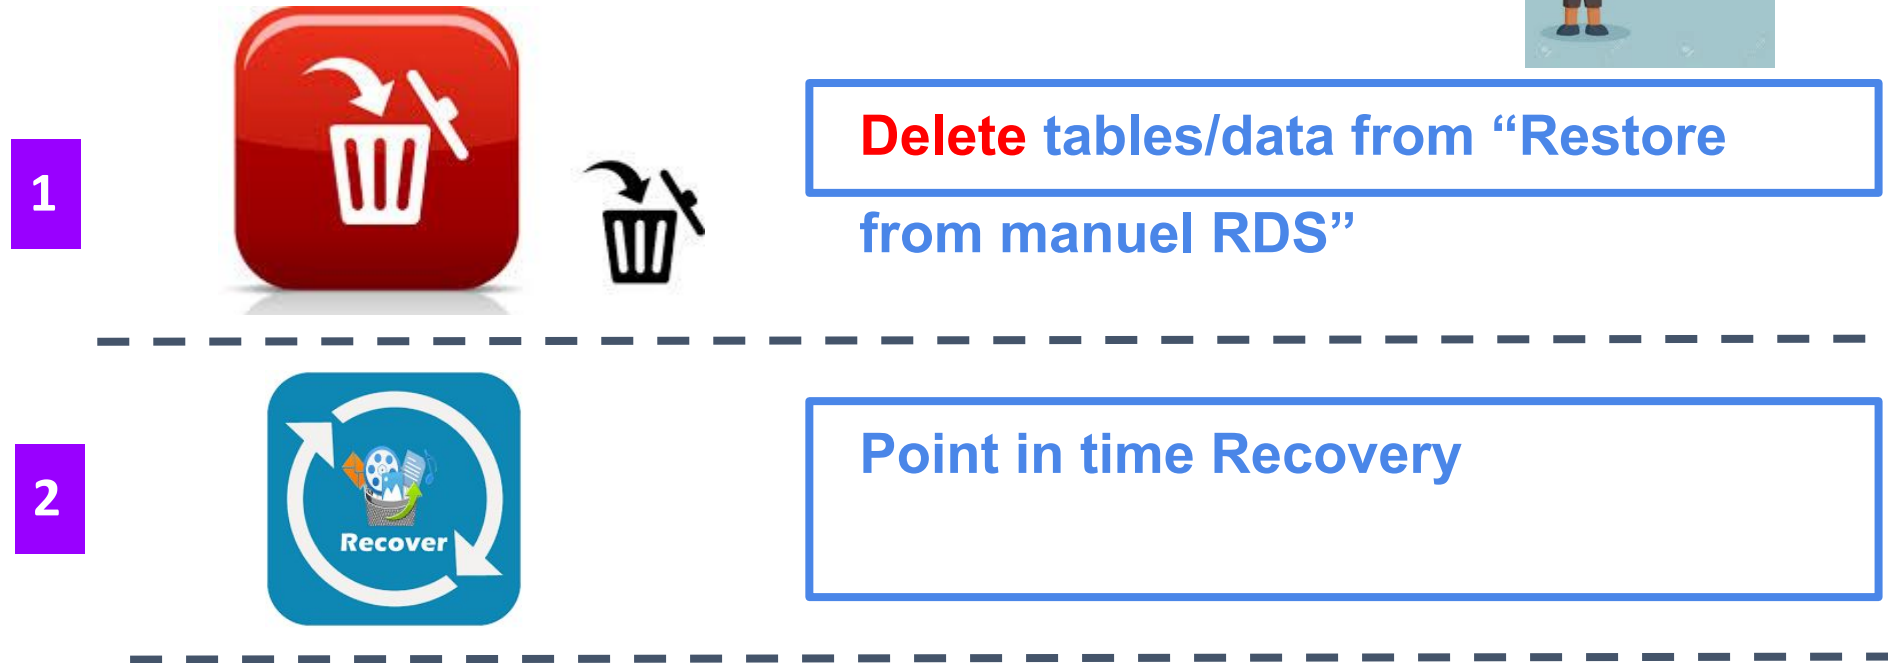 1
Delete tables/data from “Restore
from manuel RDS”
2
Recover
Point in time Recovery